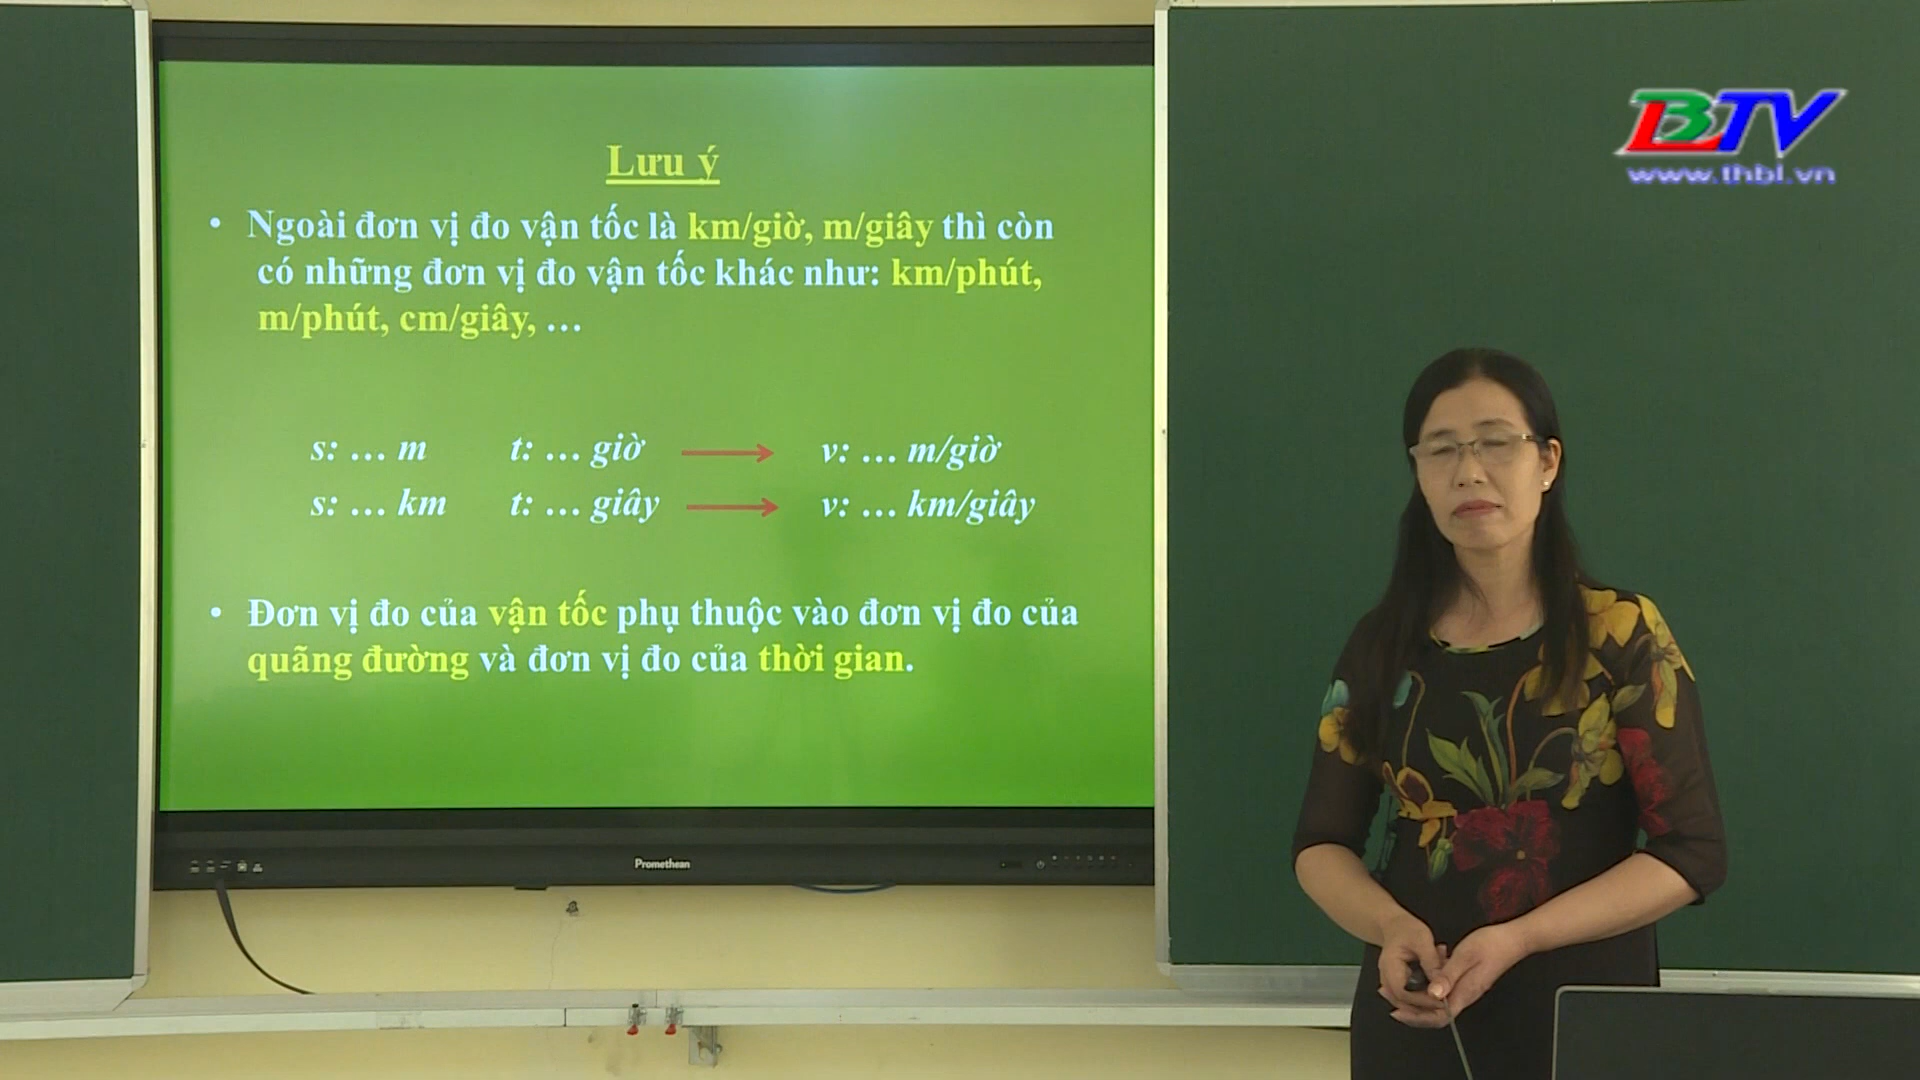 BTV
www.thbl.vn
Lưu ý
• Ngoài đơn vị đo vận tốc là km/giờ, m/giây thì còn
có những đơn vị đo vận tốc khác như: km/phút,
m/phút, cm/giây, …
s: … m t: … giờ v: … m/giờ
s: … km t: … giây v: … km/giây
• Đơn vị đo của vận tốc phụ thuộc vào đơn vị đo của
quãng đường và đơn vị đo của thời gian.
Promethean